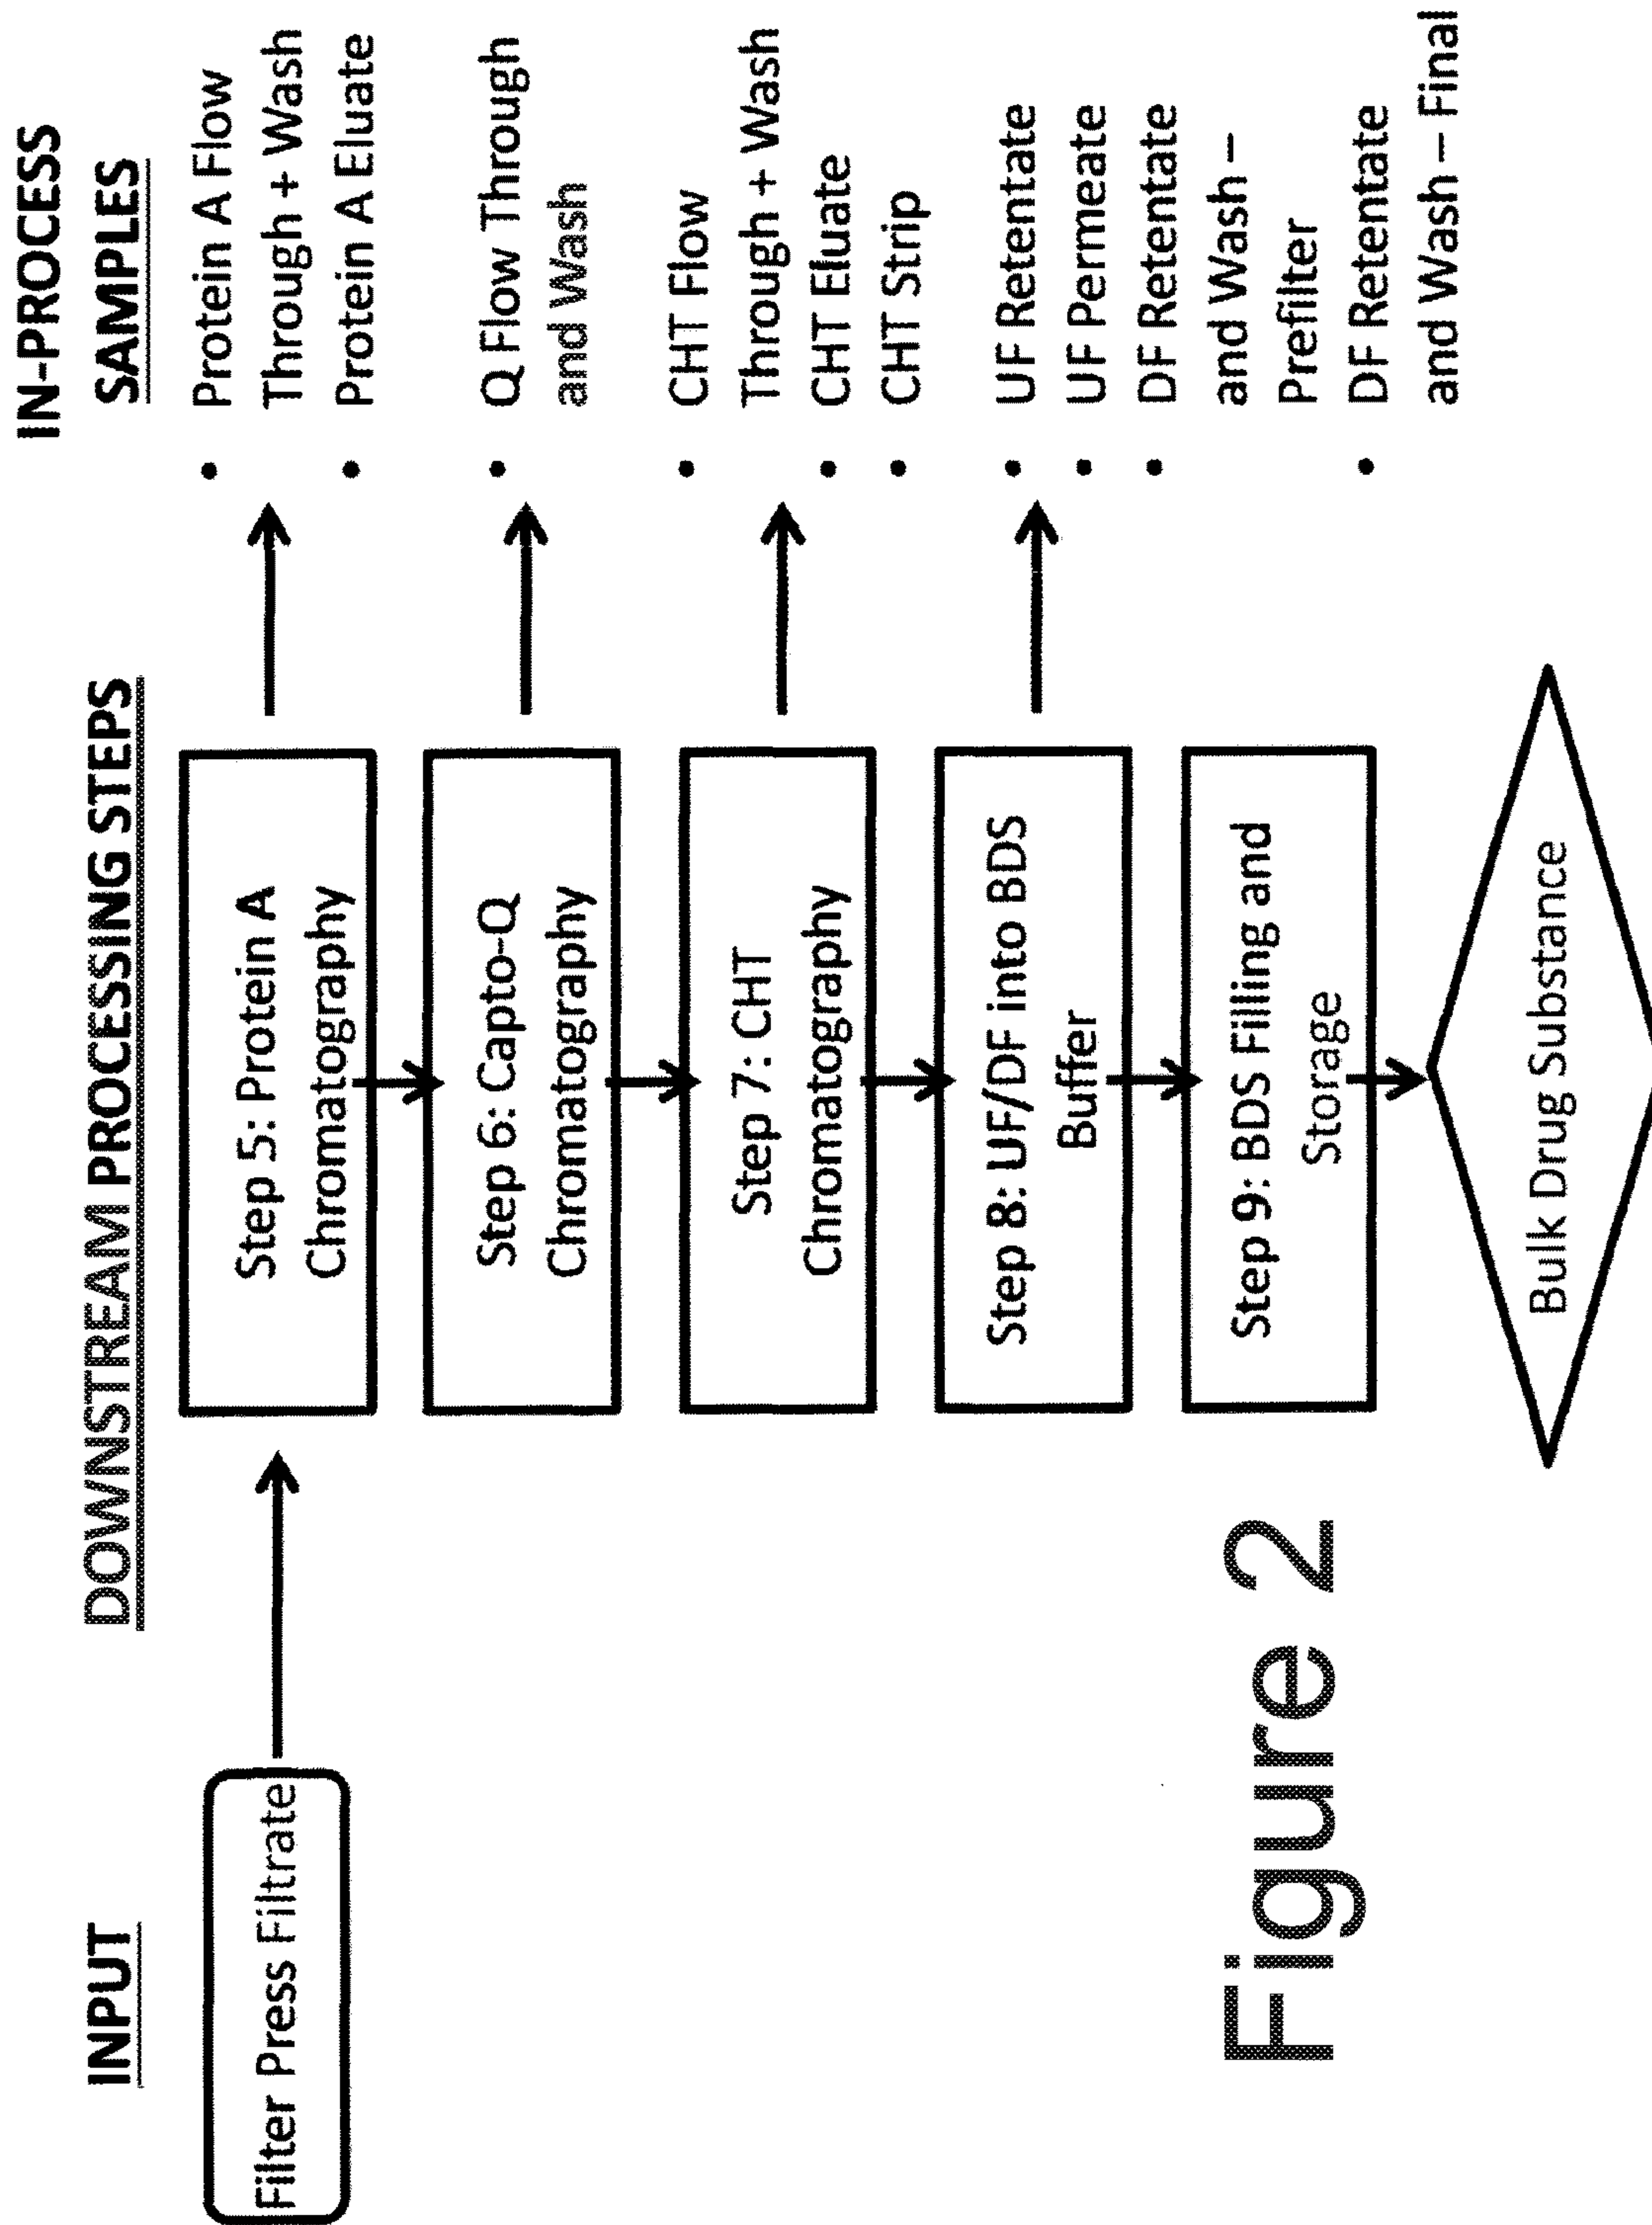 INPUT
Filter Press Filtrate
DOWNSTREAM PROCESSING STEPS
Step 5: Protein A
Chromatography
Step 6: Capto-Q
Chromatography
Step 7: CHT
Chromatography
Step 8: UF/DF into BDS
Buffer
Step 9: BDS Filling and
Storage
Bulk Drug Substance
IN-PROCESS
SAMPLES
• Protein A Flow
Through + Wash
• Protein A Eluate
• Q Flow Through
and Wash
• CHT Flow
Through + Wash
• CHT Eluate
• CHT Strip
• UF Retentate
• UF Permeate
• DF Retentate
and Wash –
Prefilter
• DF Retentate
and Wash – Final
Figure 2